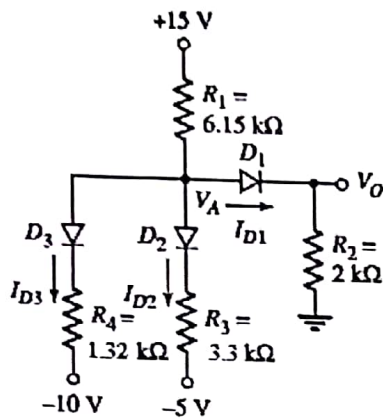 +15 V
R1 =
6.15 kΩ
D1
VO
VA
ID1
D3
D2
R2 =
2 kΩ
ID3
ID2
R4 =
1.32 kΩ
R3 =
3.3 kΩ
–10 V
–5 V